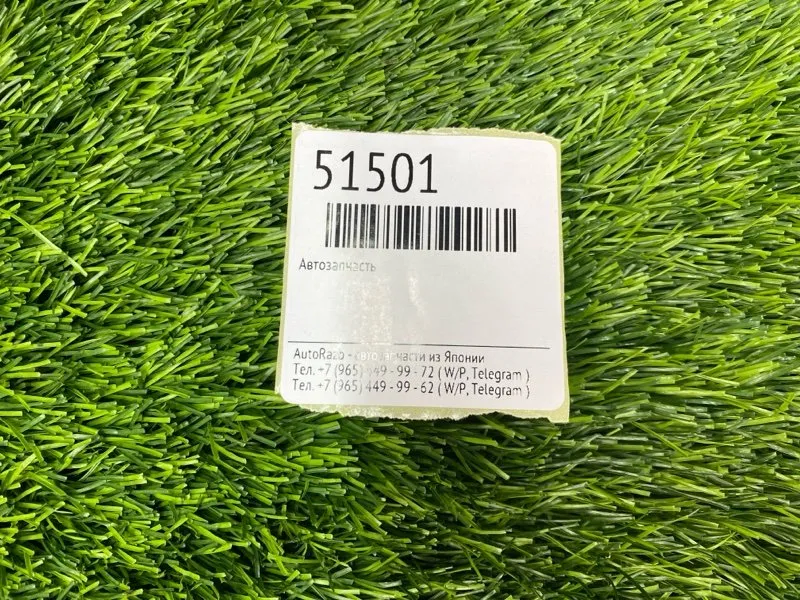 51501
Автозапчасть
AutoRazb - автозапчасти из Японии
Тел. +7 (965) 449 - 99 - 72 ( W/P, Telegram )
Тел. +7 (965) 449 - 99 - 62 ( W/P, Telegram )